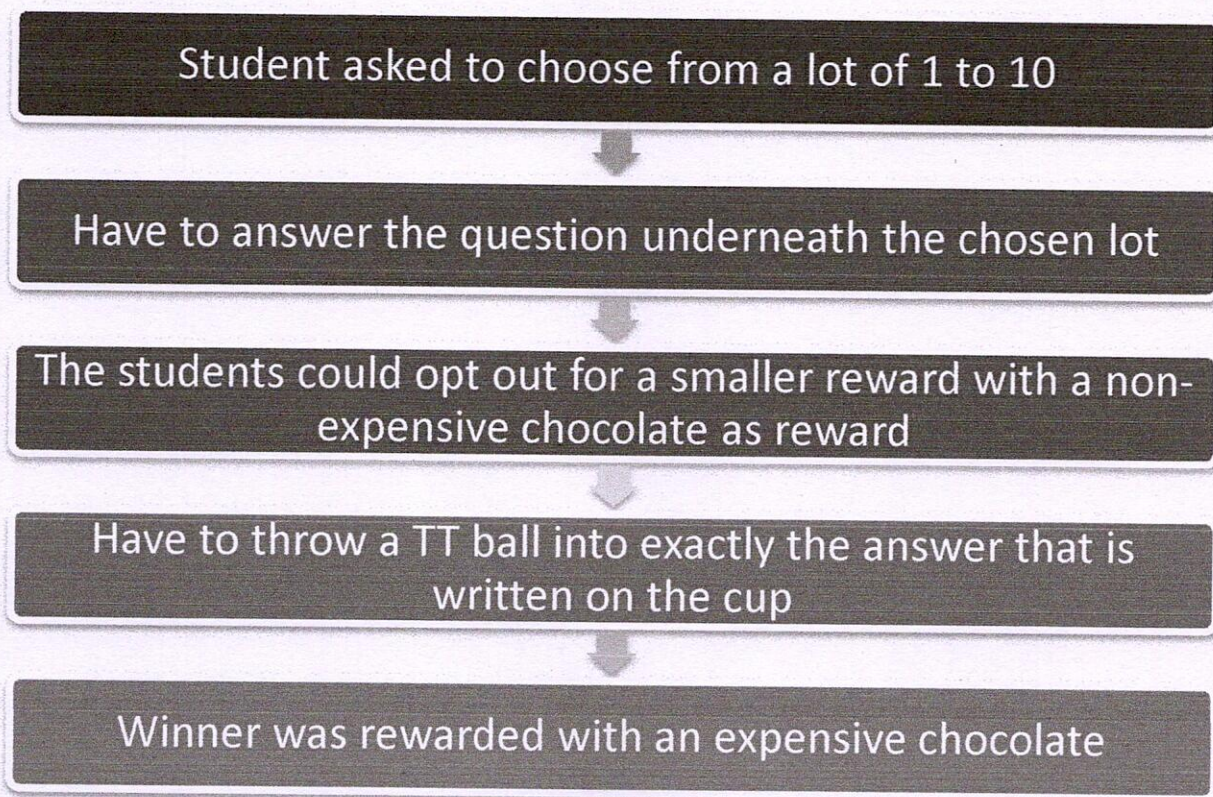 Student asked to choose from a lot of 1 to 10
Have to answer the question underneath the chosen lot
The students could opt out for a smaller reward with a non-
expensive chocolate as reward
Have to throw a TT ball into exactly the answer that is
written on the cup
Winner was rewarded with an expensive chocolate